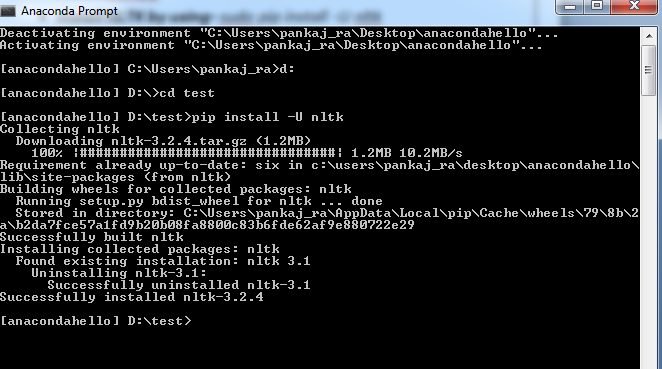 Anaconda Prompt
Deactivating environment "C:\Users\pankaj_ra\Desktop\anacondahello"...
Activating environment "C:\Users\pankaj_ra\Desktop\anacondahello"...
[anacondahello] C:\Users\pankaj_ra>d:
[anacondahello] D:\>cd test
[anacondahello] D:\test>pip install -U nltk
Collecting nltk
Downloading nltk-3.2.4.tar.gz (1.2MB)
100% |################################| 1.2MB 10.2MB/s
Requirement already up-to-date: six in c:\users\pankaj_ra\desktop\anacondahello\
lib\site-packages (from nltk)
Building wheels for collected packages: nltk
Running setup.py bdist_wheel for nltk ... done
Stored in directory: C:\Users\pankaj_ra\AppData\Local\pip\Cache\wheels\79\8b\2
a\b2da7fce57a1fd9b20b08fa8800c83b6fde62af9e880722e29
Successfully built nltk
Installing collected packages: nltk
Found existing installation: nltk 3.1
Uninstalling nltk-3.1:
Successfully uninstalled nltk-3.1
Successfully installed nltk-3.2.4
[anacondahello] D:\test>